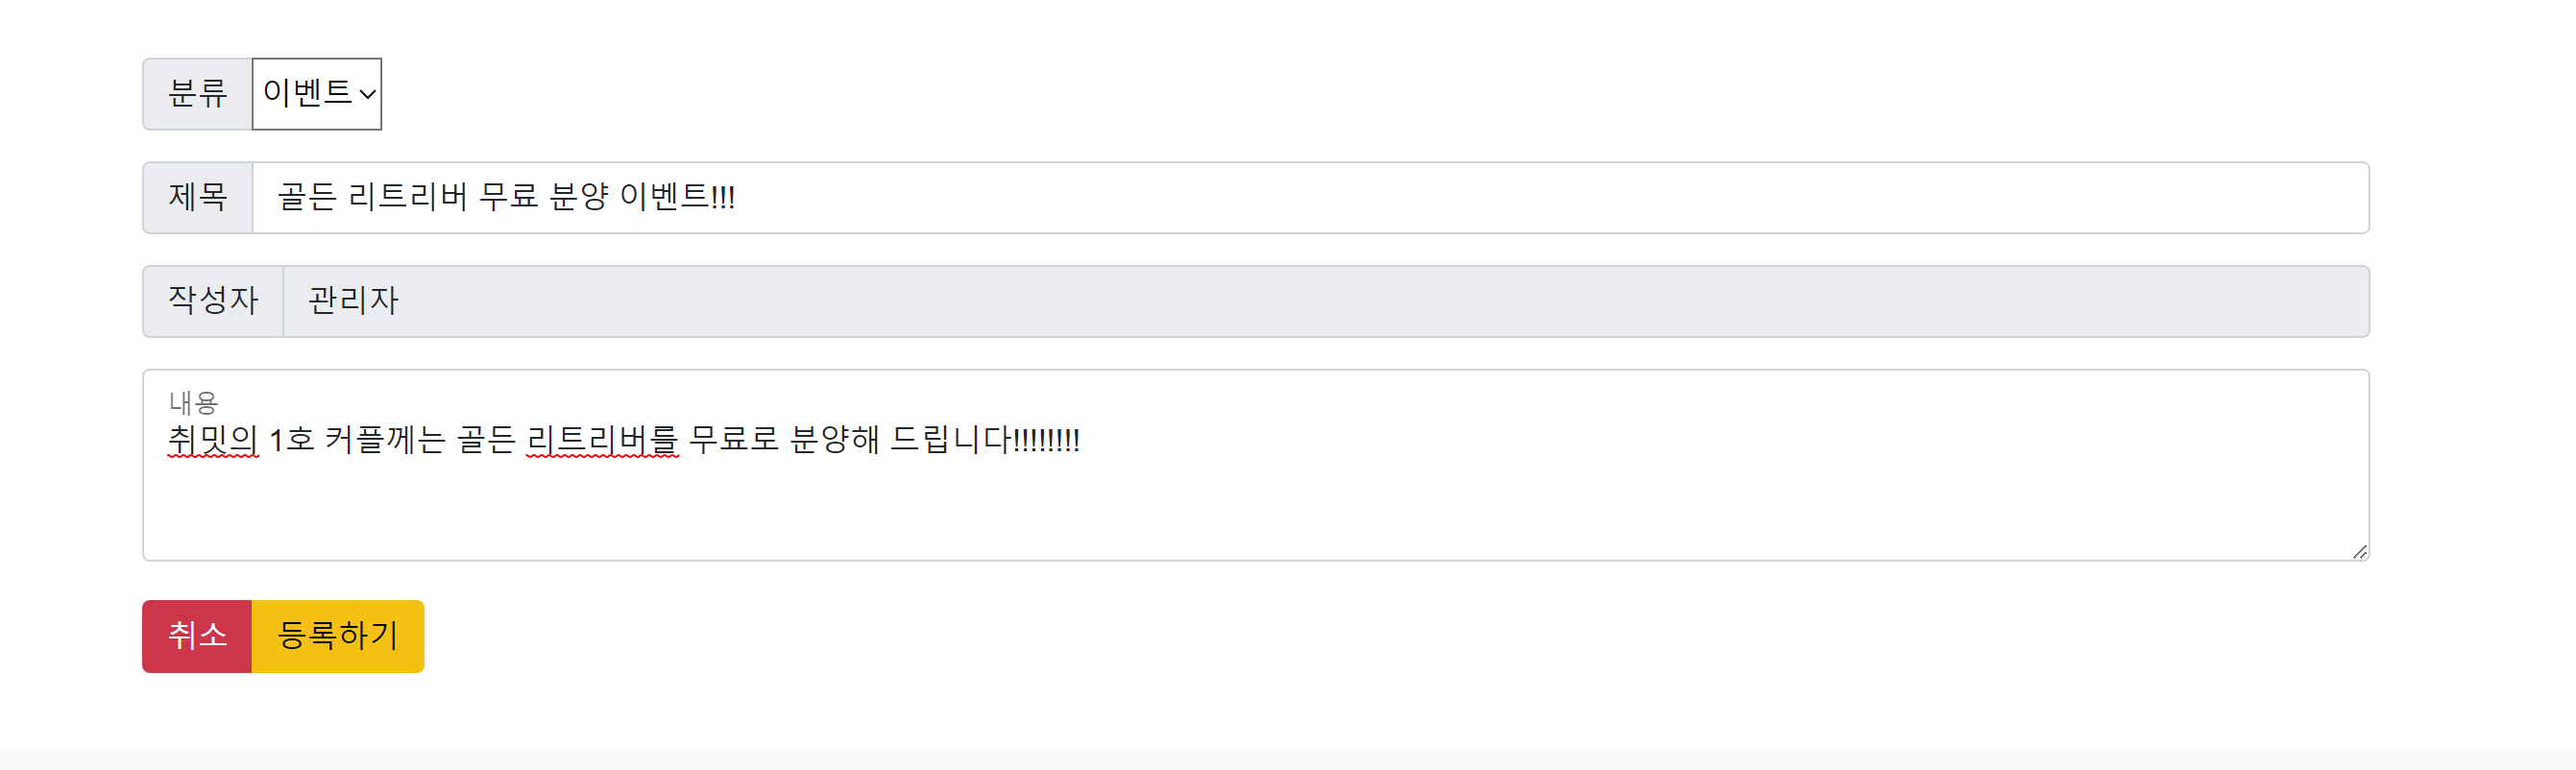 분류 이벤트
제목 골든 리트리버 무료 분양 이벤트!!!
작성자 관리자
내용
취밋의 1호 커플께는 골든 리트리버를 무료로 분양해 드립니다!!!!!!!!
취소 등록하기